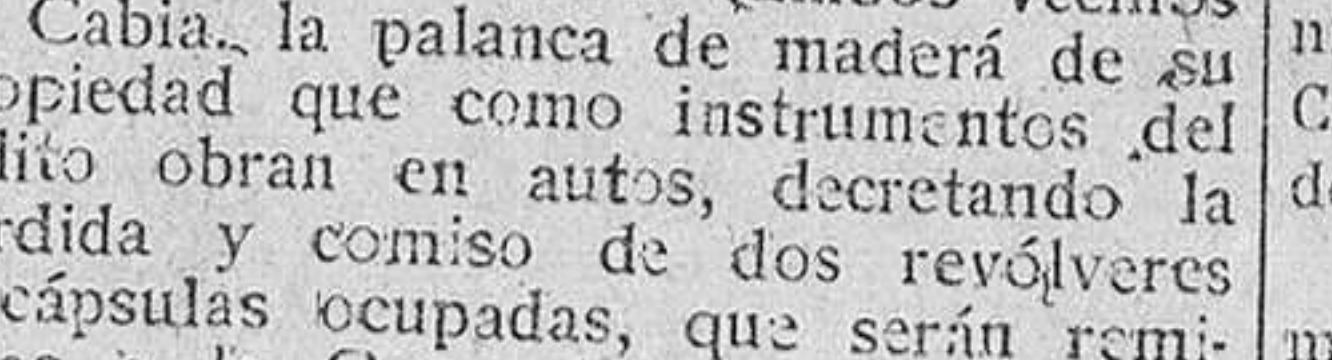 vecinos
Cabia., la palanca de maderá de su
opiedad que como instrumentos del
lito obran en autos, decretando la
rdida y comiso de dos revólveres
cápsulas ocupadas, que serán remi-